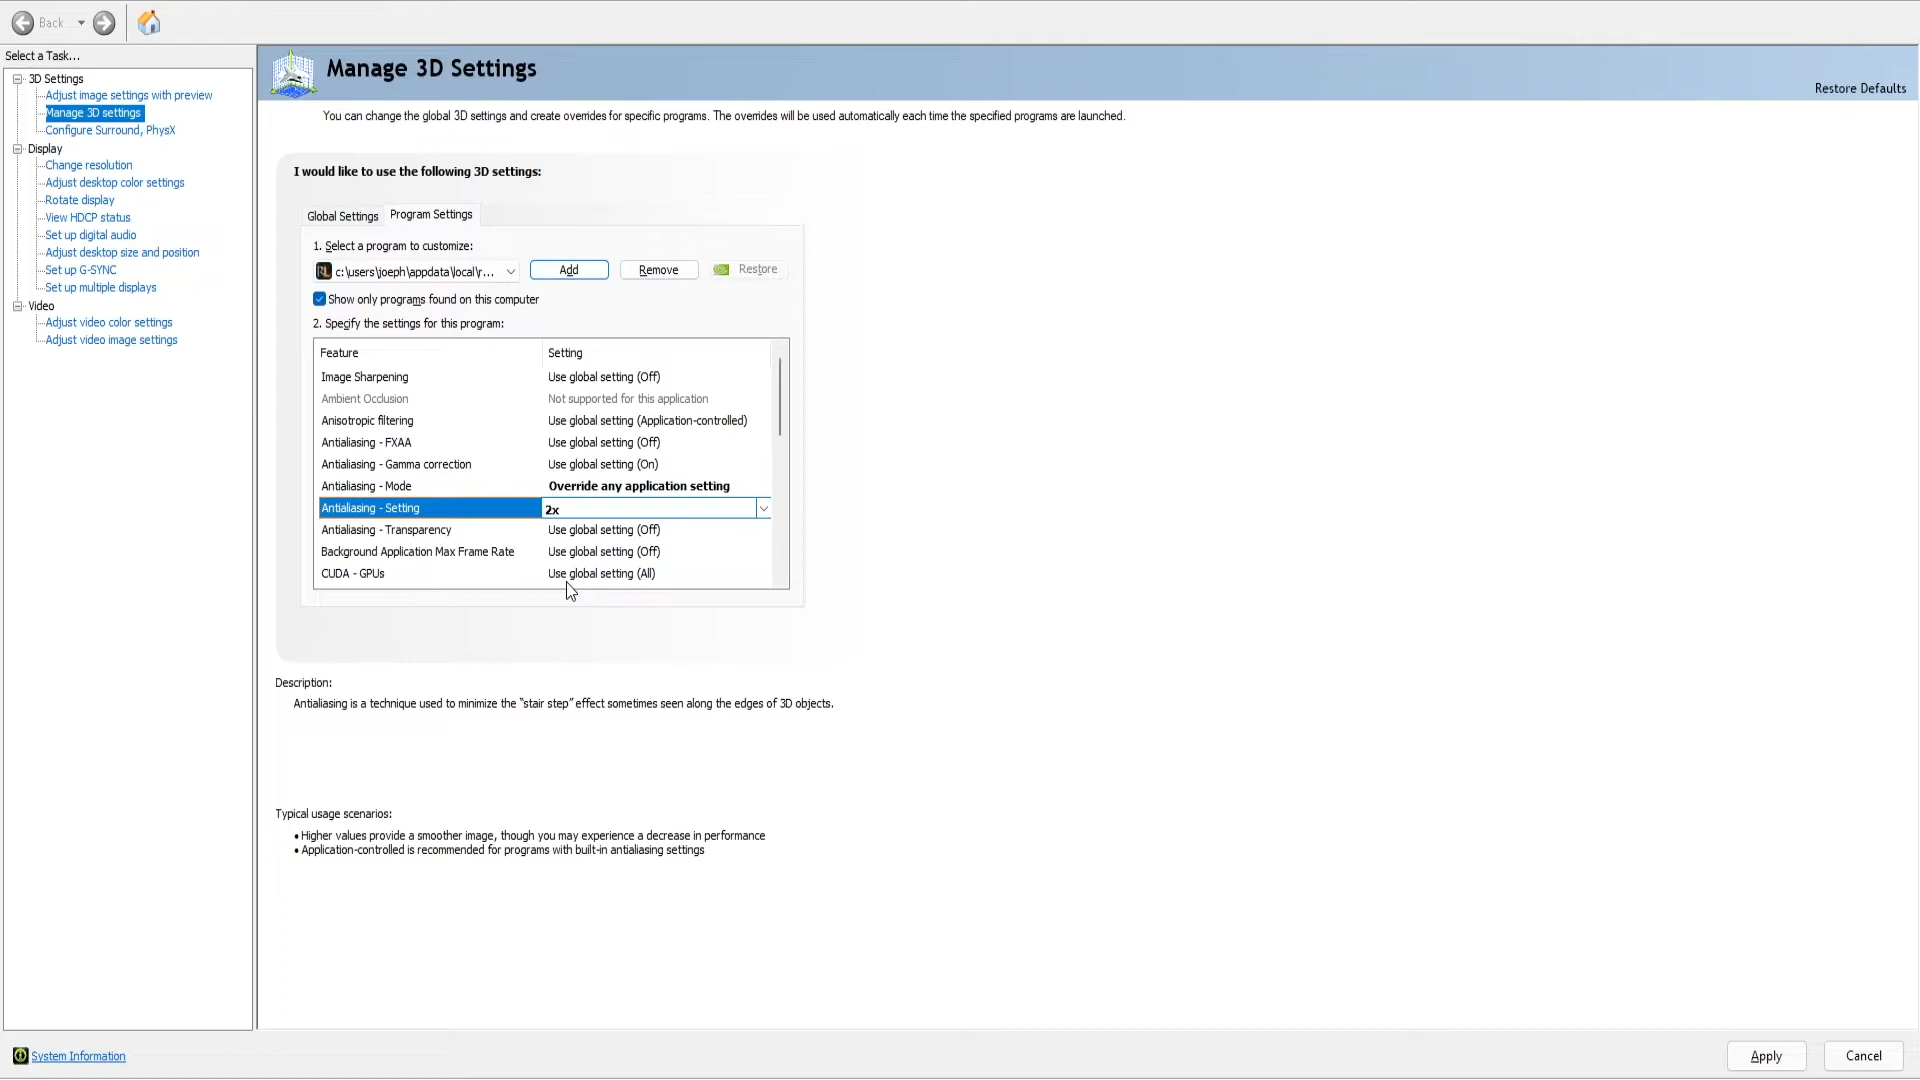 Back
Select a Task...
3D Settings
Adjust image settings with preview
Manage 3D settings
Configure Surround, PhysX
Display
Change resolution
Adjust desktop color settings
Rotate display
View HDCP status
Set up digital audio
Adjust desktop size and position
Set up G-SYNC
Set up multiple displays
Video
Adjust video color settings
Adjust video image settings
System Information
Manage 3D Settings
Restore Defaults
You can change the global 3D settings and create overrides for specific programs. The overrides will be used automatically each time the specified programs are launched.
I would like to use the following 3D settings:
Global Settings Program Settings
1. Select a program to customize:
c:\users\joeph\appdata\local\r... Add Remove Restore
Show only programs found on this computer
2. Specify the settings for this program:
Feature Setting
Image Sharpening Use global setting (Off)
Ambient Occlusion Not supported for this application
Anisotropic filtering Use global setting (Application-controlled)
Antialiasing - FXAA Use global setting (Off)
Antialiasing - Gamma correction Use global setting (On)
Antialiasing - Mode Override any application setting
Antialiasing - Setting 2x
Antialiasing - Transparency Use global setting (Off)
Background Application Max Frame Rate Use global setting (Off)
CUDA - GPUs Use global setting (All)
Description:
Antialiasing is a technique used to minimize the "stair step" effect sometimes seen along the edges of 3D objects.
Typical usage scenarios:
• Higher values provide a smoother image, though you may experience a decrease in performance
• Application-controlled is recommended for programs with built-in antialiasing settings
Apply Cancel